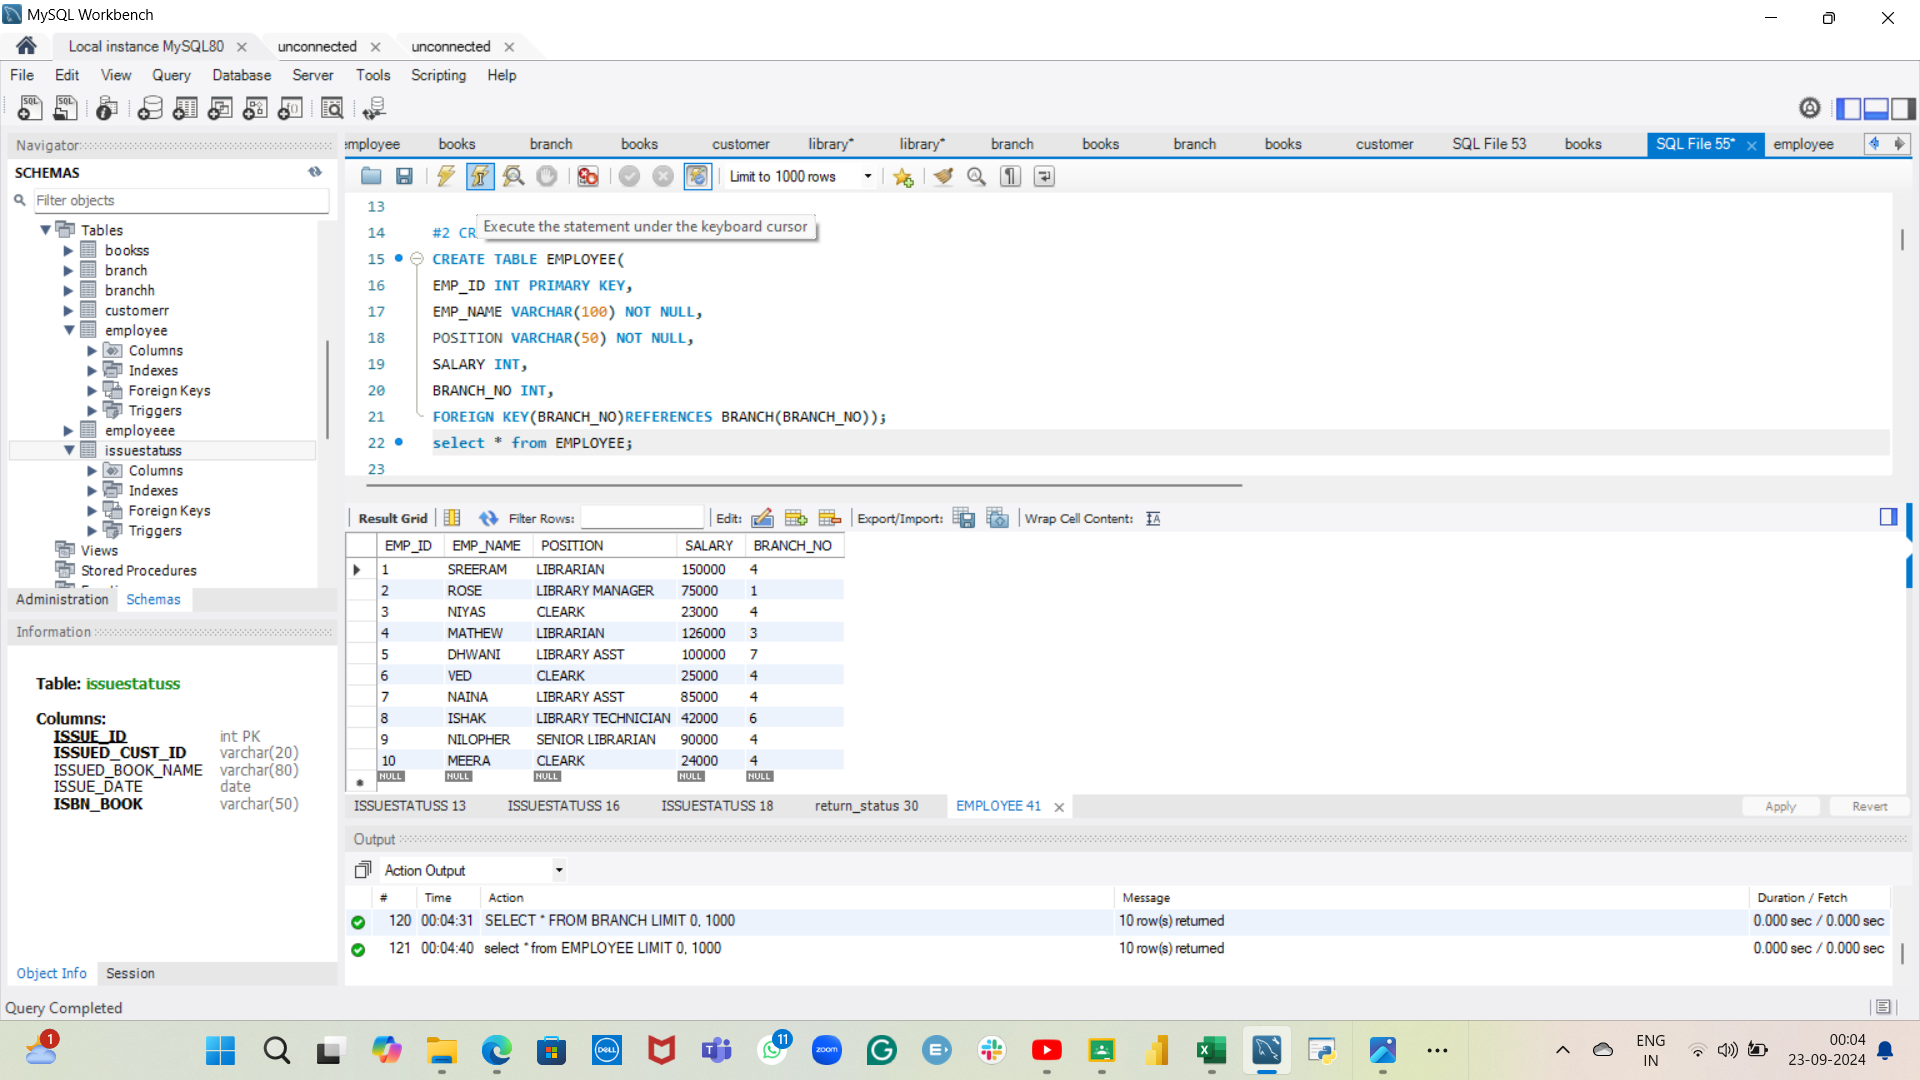 MySQL Workbench
Local instance MySQL80 unconnected unconnected
File Edit View Query Database Server Tools Scripting Help
Navigator
mployee books branch books customer library* library* branch books branch books customer SQL File 53 books SQL File 55* employee
SCHEMAS
Limit to 1000 rows
Filter objects
13
Execute the statement under the keyboard cursor
14 #2 CR
15 CREATE TABLE EMPLOYEE(
16 EMP_ID INT PRIMARY KEY,
17 EMP_NAME VARCHAR(100) NOT NULL,
18 POSITION VARCHAR(50) NOT NULL,
19 SALARY INT,
20 BRANCH_NO INT,
21 FOREIGN KEY(BRANCH_NO)REFERENCES BRANCH(BRANCH_NO));
22 select * from EMPLOYEE;
23
Tables
bookss
branch
branchh
customerr
employee
Columns
Indexes
Foreign Keys
Triggers
employeee
issuestatuss
Columns
Indexes
Foreign Keys
Triggers
Views
Stored Procedures
Administration Schemas
Information
Table: issuestatuss
Columns:
ISSUE_ID int PK
ISSUED_CUST_ID varchar(20)
ISSUED_BOOK_NAME varchar(80)
ISSUE_DATE date
ISBN_BOOK varchar(50)
Object Info Session
Result Grid Filter Rows: Edit: Export/Import: Wrap Cell Content:
EMP_ID EMP_NAME POSITION SALARY BRANCH_NO
1 SREERAM LIBRARIAN 150000 4
2 ROSE LIBRARY MANAGER 75000 1
3 NIYAS CLEARK 23000 4
4 MATHEW LIBRARIAN 126000 3
5 DHWANI LIBRARY ASST 100000 7
6 VED CLEARK 25000 4
7 NAINA LIBRARY ASST 85000 4
8 ISHAK LIBRARY TECHNICIAN 42000 6
9 NILOPHER SENIOR LIBRARIAN 90000 4
10 MEERA CLEARK 24000 4
NULL NULL NULL NULL NULL
ISSUESTATUSS 13 ISSUESTATUSS 16 ISSUESTATUSS 18 return_status 30 EMPLOYEE 41 Apply Revert
Output
Action Output
# Time Action Message Duration / Fetch
120 00:04:31 SELECT * FROM BRANCH LIMIT 0, 1000 10 row(s) returned 0.000 sec / 0.000 sec
121 00:04:40 select * from EMPLOYEE LIMIT 0, 1000 10 row(s) returned 0.000 sec / 0.000 sec
Query Completed
1 DELL 11 zoom ENG IN 00:04 23-09-2024